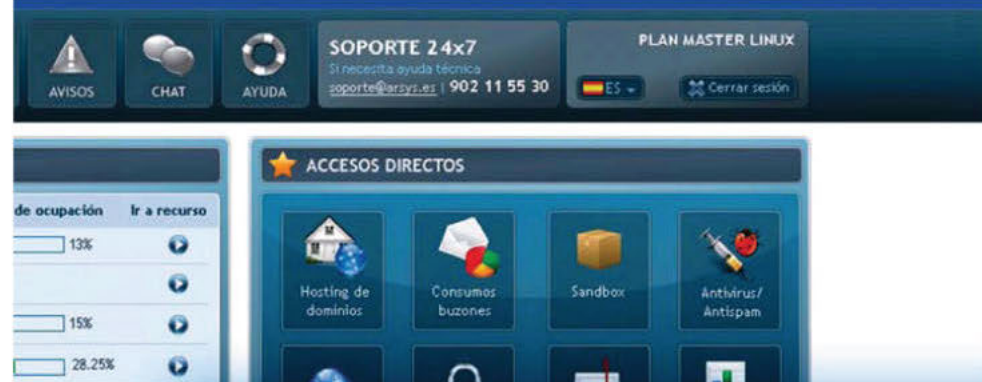 SOPORTE 24x7
Si necesita ayuda técnica
soporte@arsys.es | 902 11 55 30
PLAN MASTER LINUX
AVISOS
CHAT
AYUDA
ES
Cerrar sesión
ACCESOS DIRECTOS
de ocupación
Ir a recurso
13%
15%
28.25%
Hosting de
dominios
Consumos
buzones
Sandbox
Antivirus/
Antispam